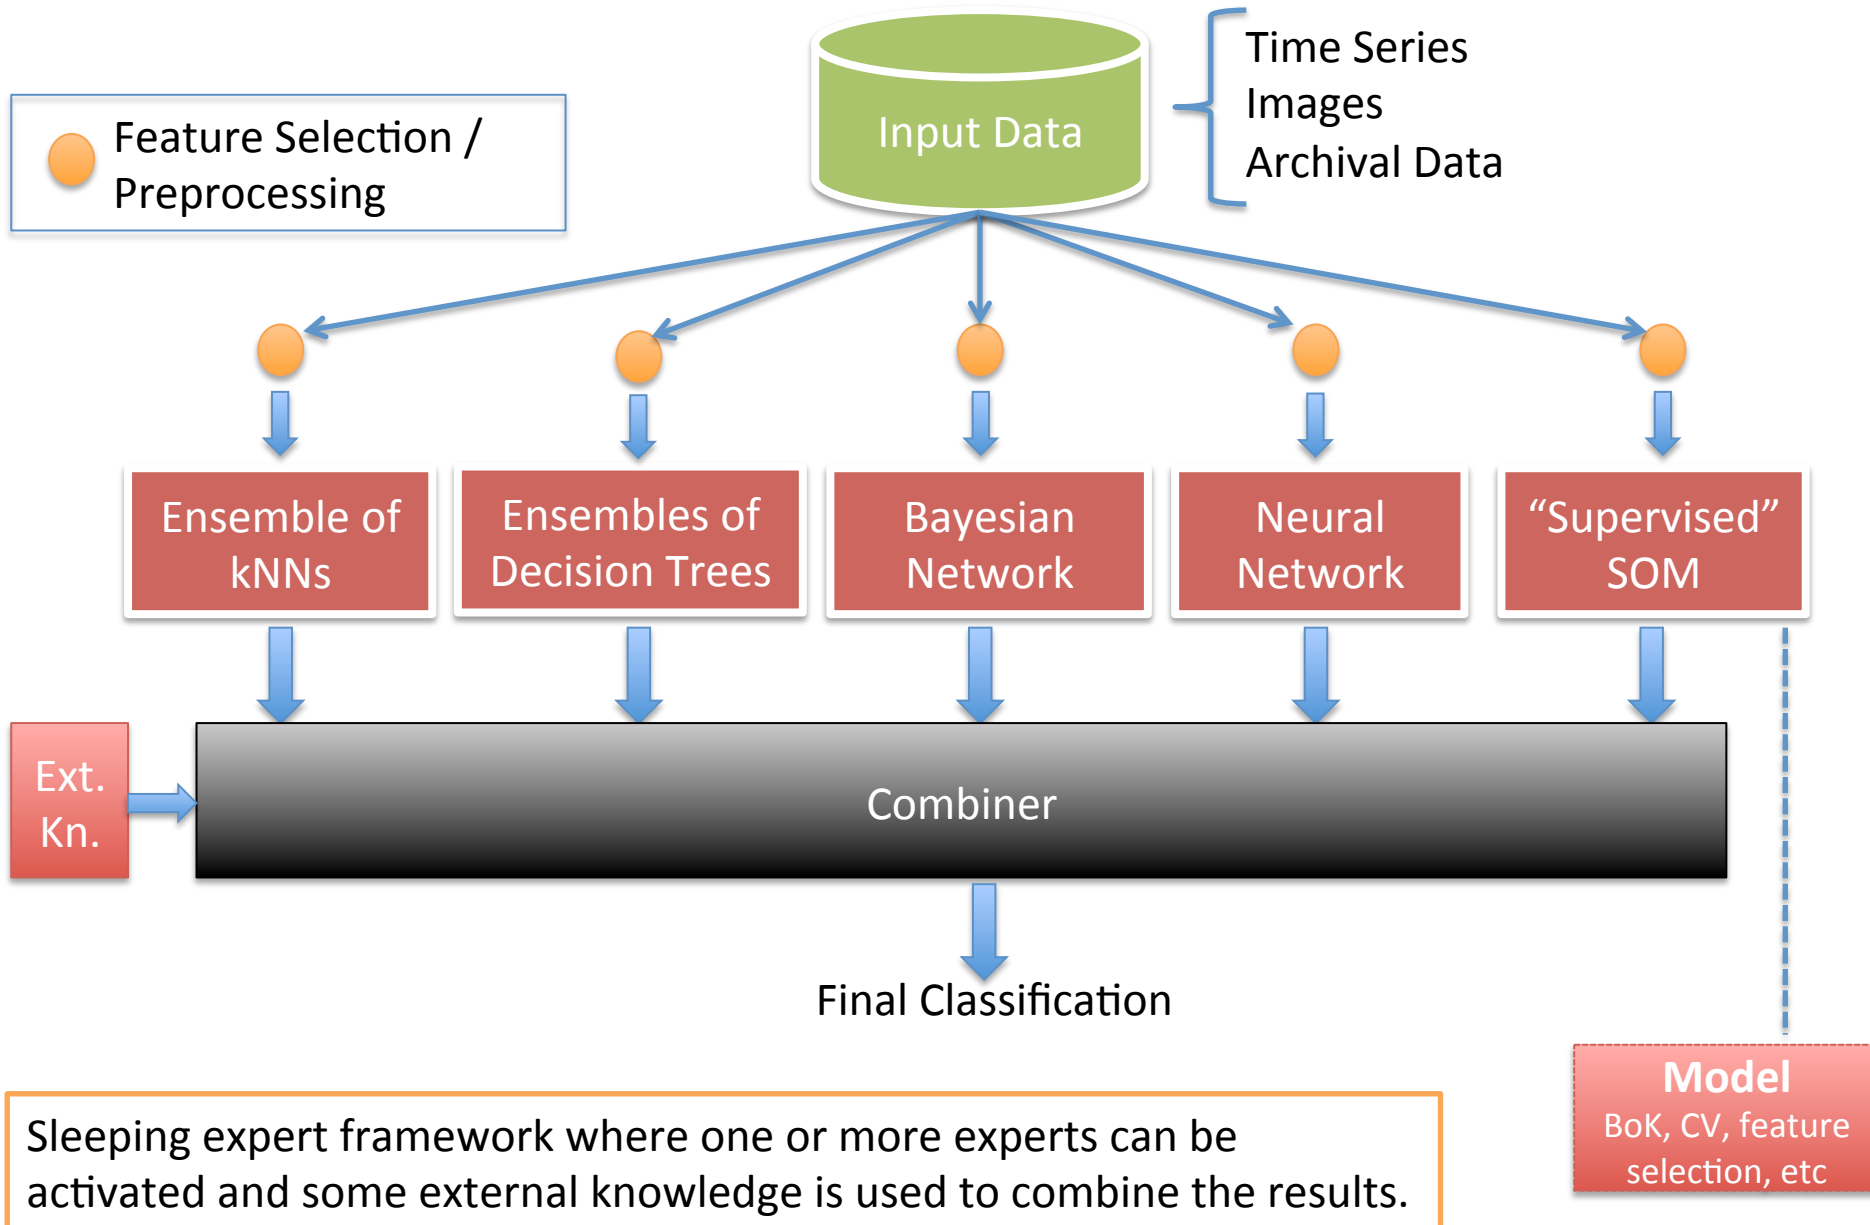 Time Series
Images
Archival Data
Input Data
Feature Selection /
Preprocessing
Ensemble of
kNNs
Ensembles of
Decision Trees
Bayesian
Network
Neural
Network
“Supervised”
SOM
Ext.
Kn.
Combiner
Final Classification
Model
BoK, CV, feature
selection, etc
Sleeping expert framework where one or more experts can be
activated and some external knowledge is used to combine the results.